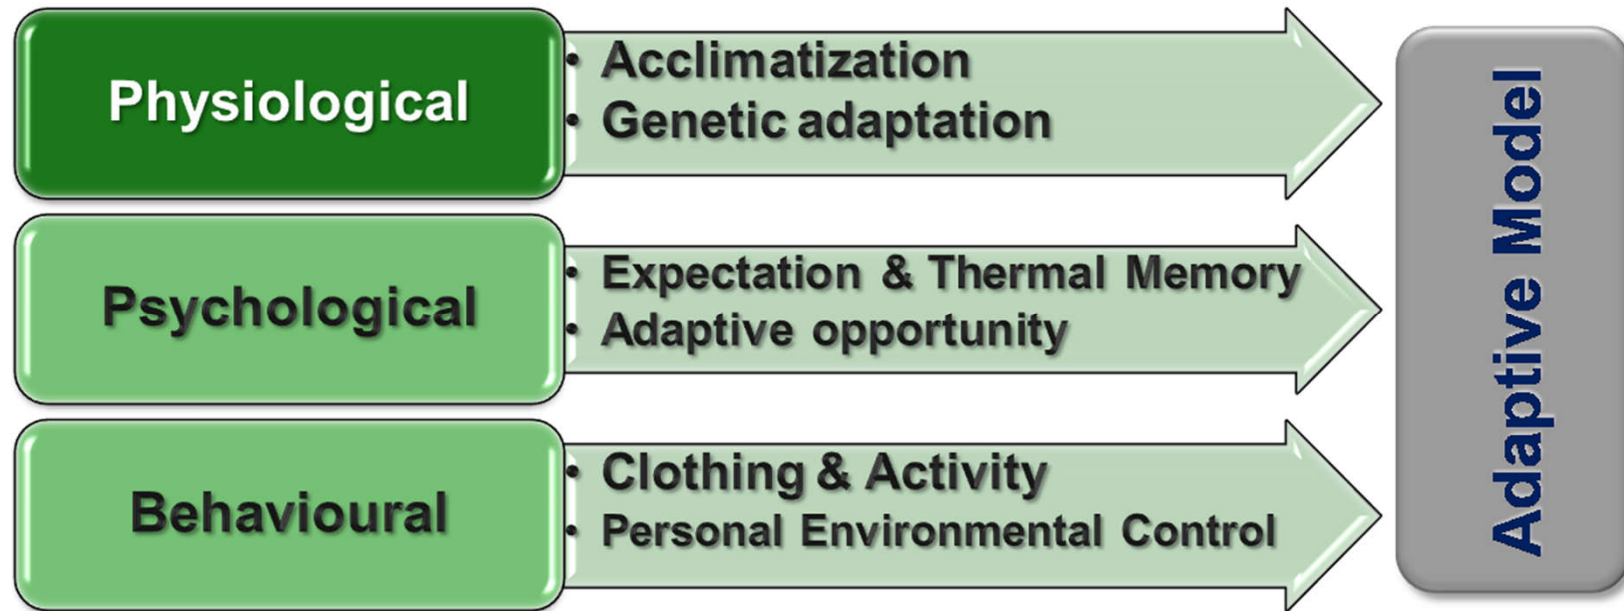 Physiological
• Acclimatization
• Genetic adaptation
Psychological
• Expectation & Thermal Memory
• Adaptive opportunity
Behavioural
• Clothing & Activity
• Personal Environmental Control
Adaptive Model